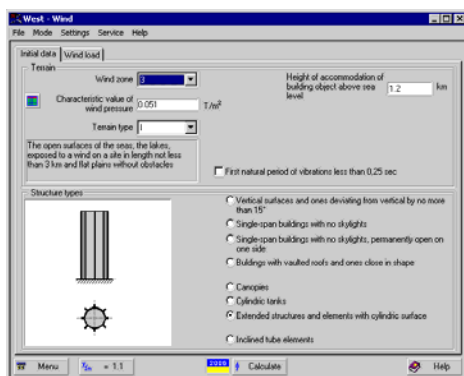 West - Wind
File Mode Settings Service Help
Initial data Wind load
Terrain
Wind zone 3
Characteristic value of
wind pressure 0.051 T/m²
Terrain type I
The open surfaces of the seas, the lakes,
exposed to a wind on a site in length not less
than 3 km and flat plains without obstacles
Height of accommodation of
building object above sea
level 1.2 km
First natural period of vibrations less than 0,25 sec
Structure types
Vertical surfaces and ones deviating from vertical by no more
than 15°
Single-span buildings with no skylights
Single-span buildings with no skylights, permanently open on
one side
Buildings with vaulted roofs and ones close in shape
Canopies
Cylindric tanks
Extended structures and elements with cylindric surface
Inclined tube elements
Menu = 1.1 Calculate Help